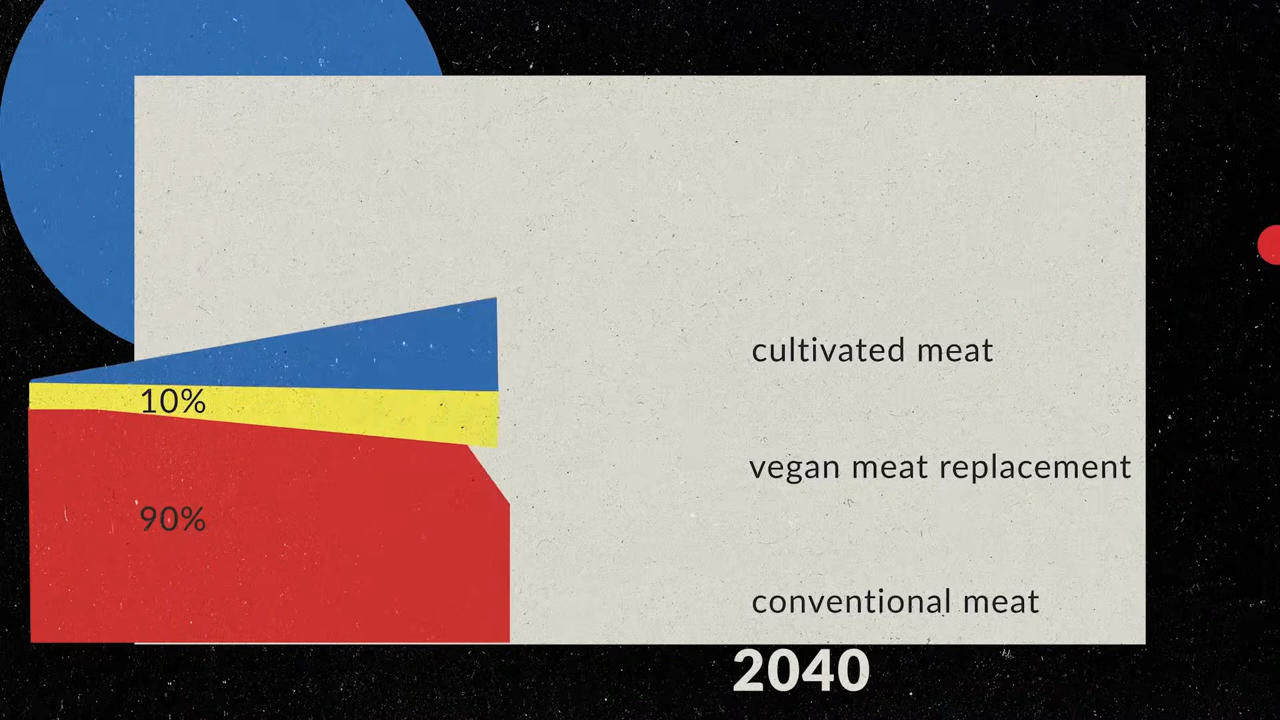 cultivated meat
10%
vegan meat replacement
90%
conventional meat
2040